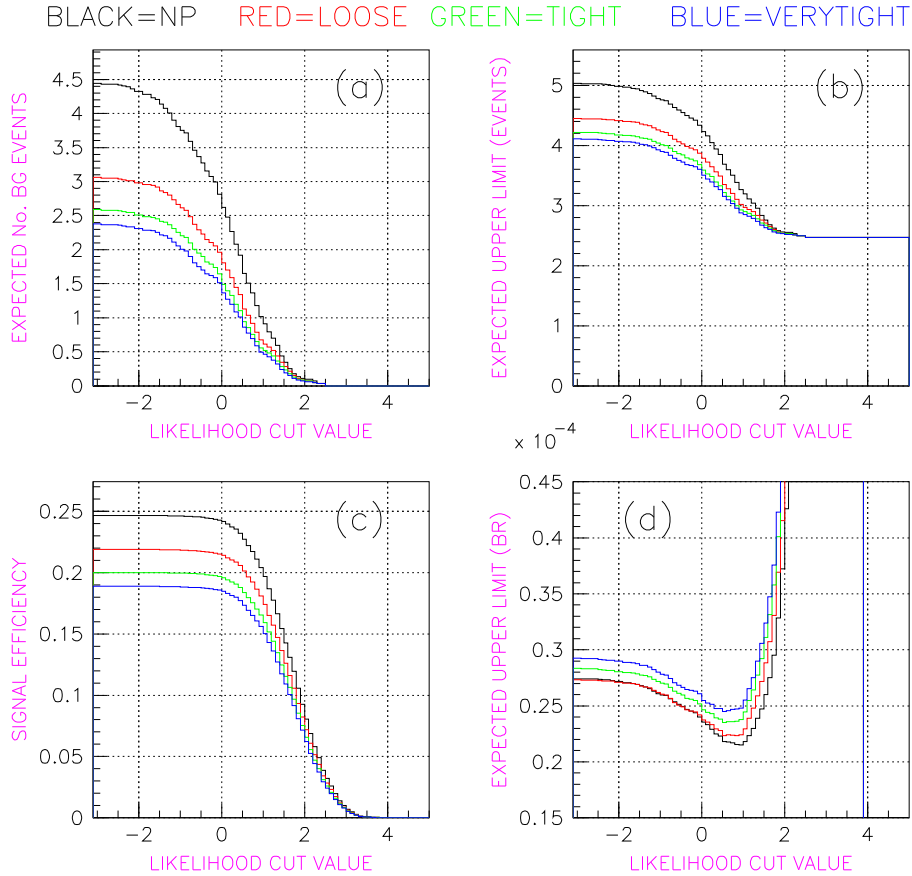 BLACK=NP RED=LOOSE GREEN=TIGHT BLUE=VERYTIGHT
(a)
EXPECTED No. BG EVENTS
4.5
4
3.5
3
2.5
2
1.5
1
0.5
0
-2 0 2 4
LIKELIHOOD CUT VALUE
(b)
EXPECTED UPPER LIMIT (EVENTS)
5
4
3
2
1
0
-2 0 2 4
LIKELIHOOD CUT VALUE
(c)
SIGNAL EFFICIENCY
0.25
0.2
0.15
0.1
0.05
0
-2 0 2 4
LIKELIHOOD CUT VALUE
x 10^-4
(d)
EXPECTED UPPER LIMIT (BR)
0.45
0.4
0.35
0.3
0.25
0.2
0.15
-2 0 2 4
LIKELIHOOD CUT VALUE